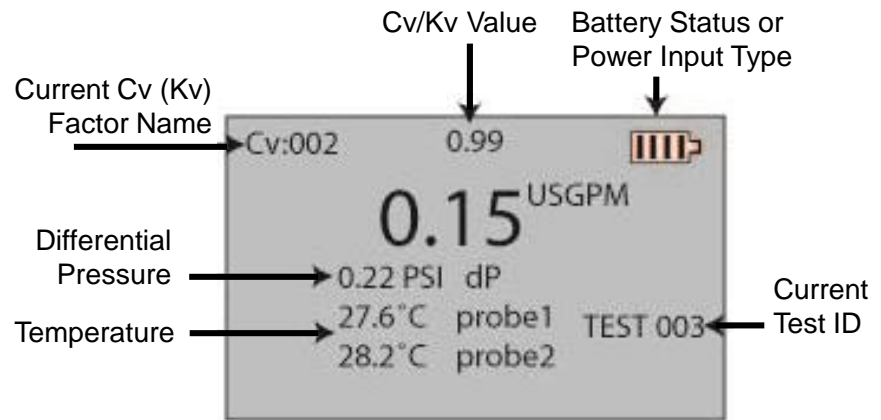 Cv/Kv Value
Battery Status or
Power Input Type
Current Cv (Kv)
Factor Name
Cv:002
0.99
0.15 USGPM
Differential
Pressure
0.22 PSI dP
Temperature
27.6°C probe1
28.2°C probe2
TEST 003
Current
Test ID